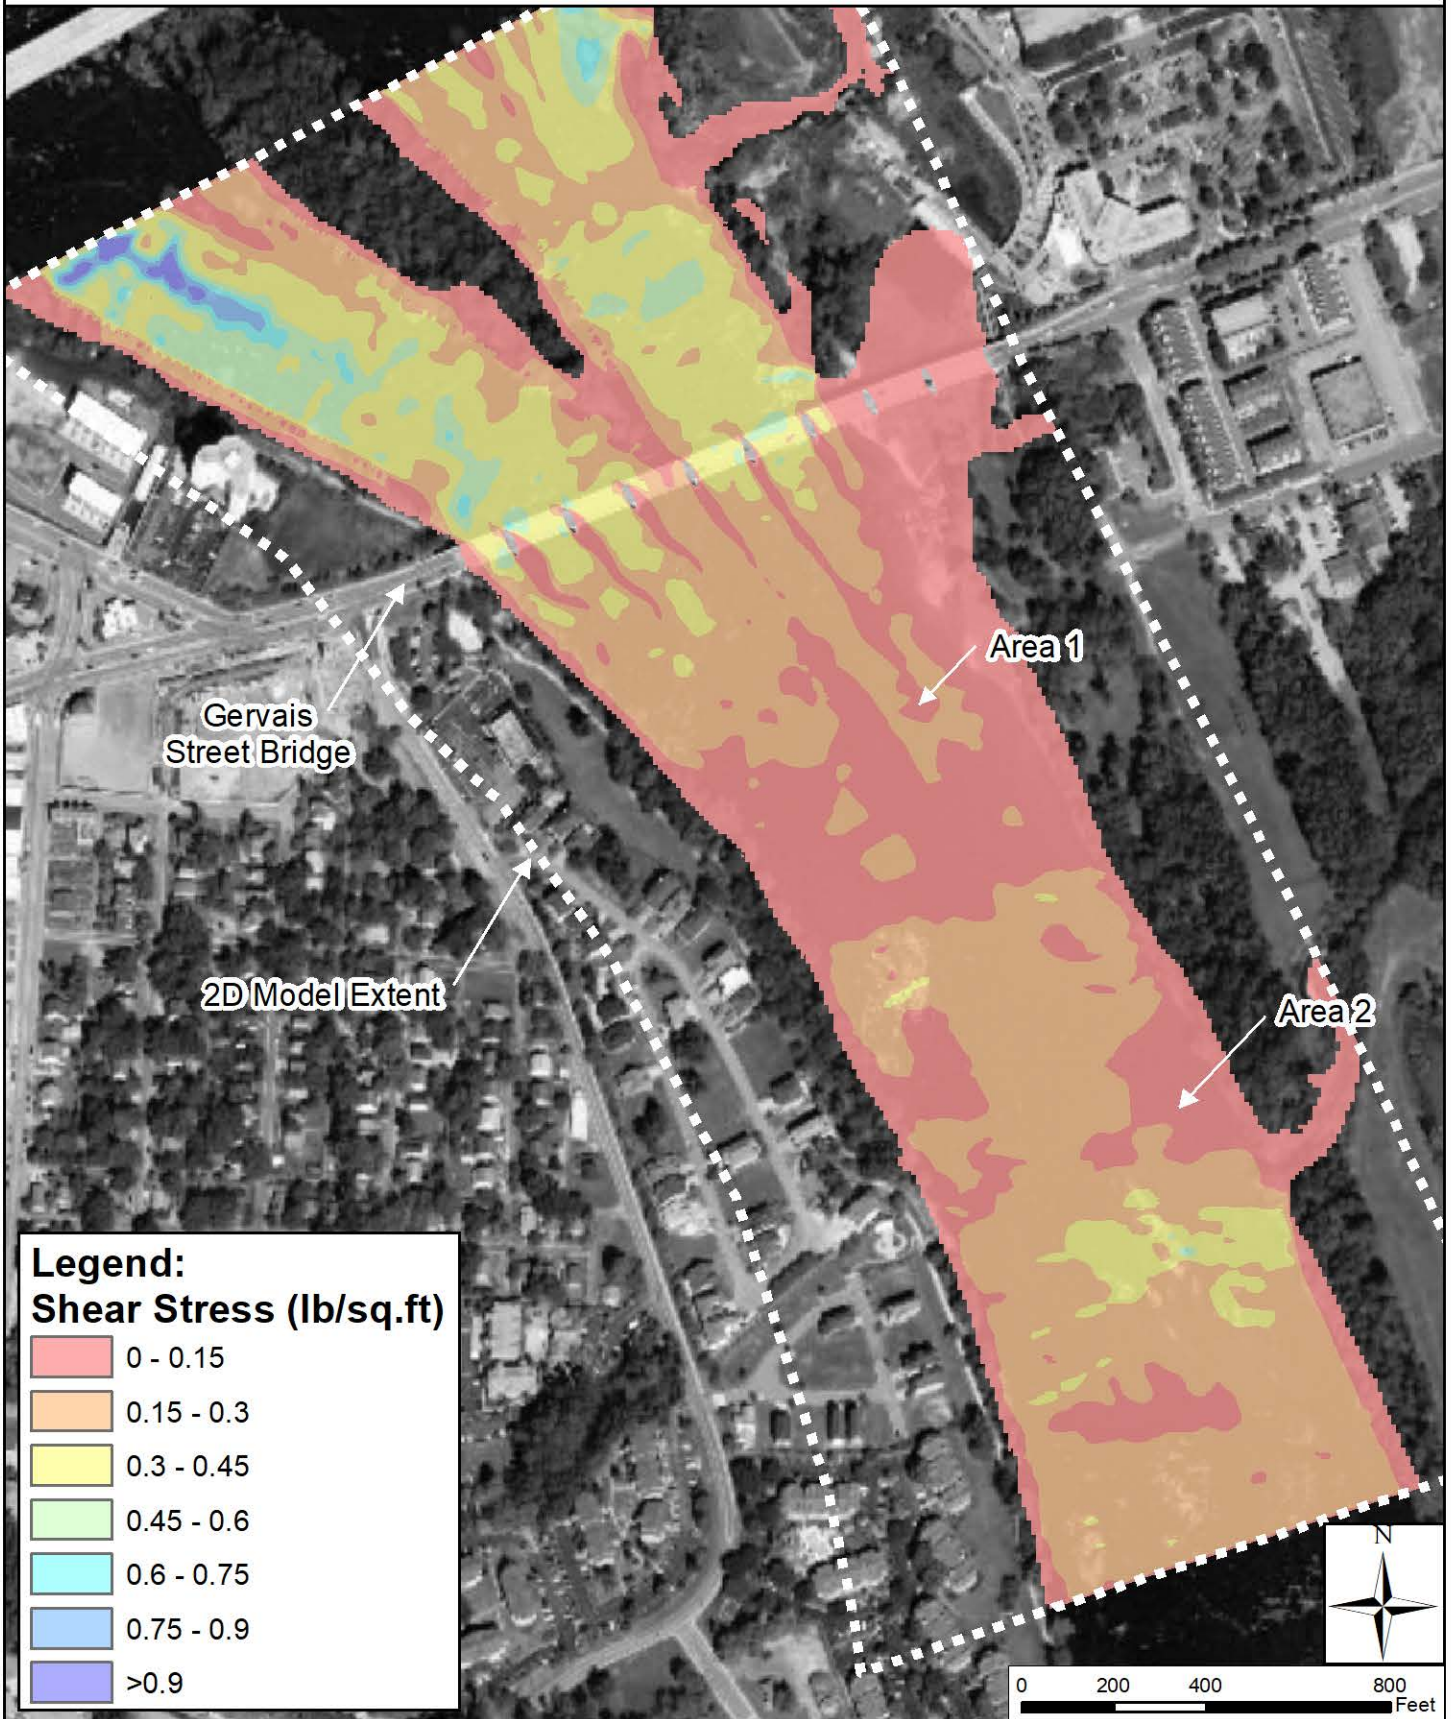 Area 1
Gervais
Street Bridge
2D Model Extent
Area 2
Legend:
Shear Stress (lb/sq.ft)
0 - 0.15
0.15 - 0.3
0.3 - 0.45
0.45 - 0.6
0.6 - 0.75
0.75 - 0.9
>0.9
N
0 200 400 800
Feet